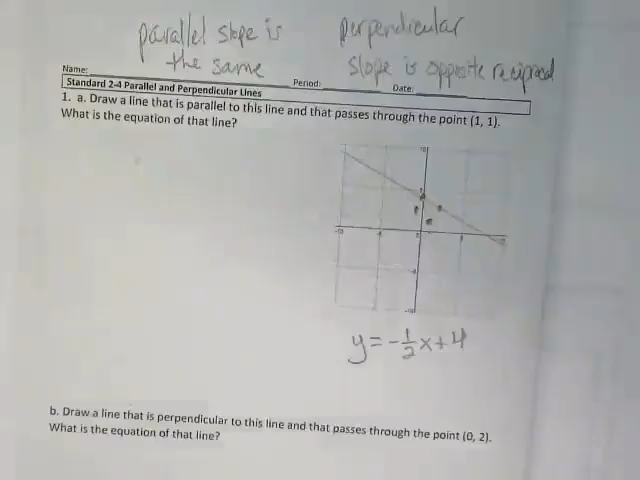 parallel slope is
the same
perpendicular
slope is opposite reciprocal
Name:
Period:
Date:
Standard 2-4 Parallel and Perpendicular Lines
1. a. Draw a line that is parallel to this line and that passes through the point (1, 1).
What is the equation of that line?
10
-10
y = -1/2 x + 4
b. Draw a line that is perpendicular to this line and that passes through the point (0, 2).
What is the equation of that line?